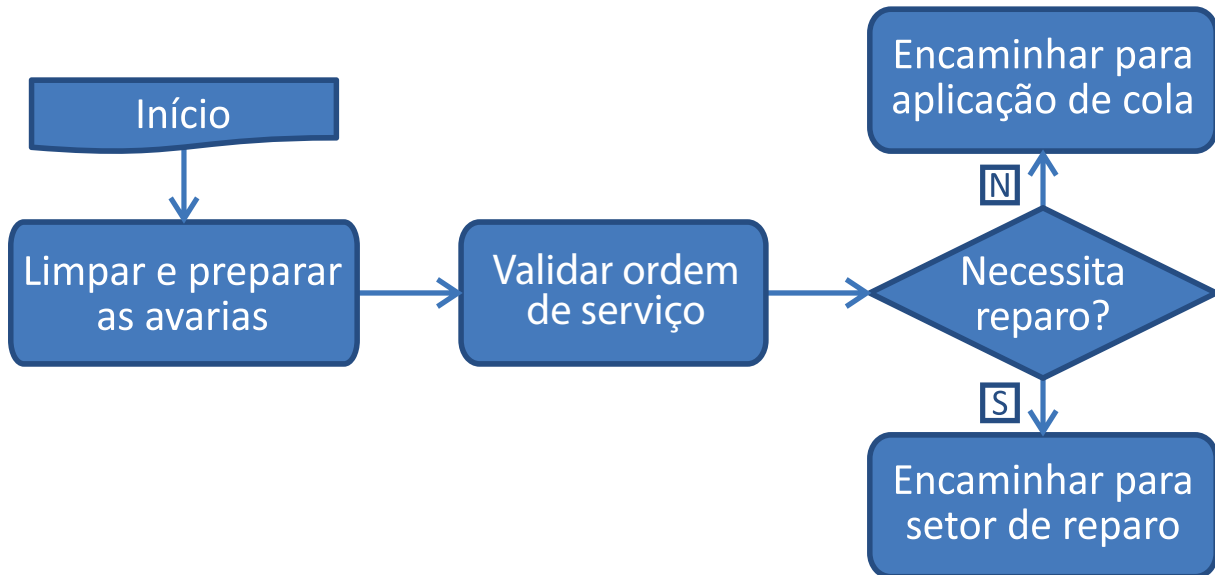 Início
Limpar e preparar
as avarias
Validar ordem
de serviço
Necessita
reparo?
N
Encaminhar para
aplicação de cola
S
Encaminhar para
setor de reparo